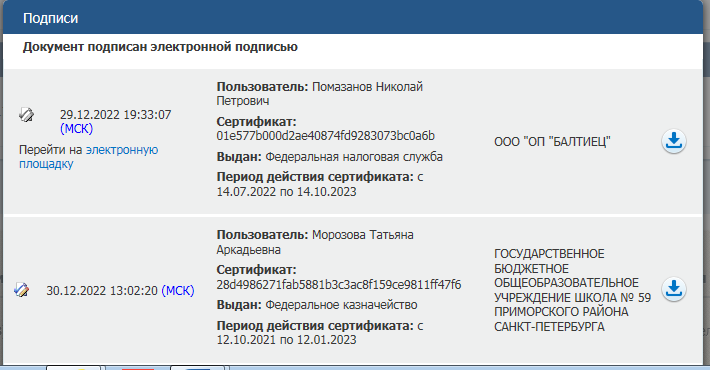 Подписи
Документ подписан электронной подписью
29.12.2022 19:33:07
(МСК)
Перейти на электронную
площадку
Пользователь: Помазанов Николай
Петрович
Сертификат:
01e577b000d2ae40874fd9283073bc0a6b
Выдан: Федеральная налоговая служба
Период действия сертификата: с
14.07.2022 по 14.10.2023
ООО "ОП "БАЛТИЕЦ"
30.12.2022 13:02:20 (МСК)
Пользователь: Морозова Татьяна
Аркадьевна
Сертификат:
28d4986271fab5881b3c3ac8f159ce9811ff47f6
Выдан: Федеральное казначейство
Период действия сертификата: с
12.10.2021 по 12.01.2023
ГОСУДАРСТВЕННОЕ
БЮДЖЕТНОЕ
ОБЩЕОБРАЗОВАТЕЛЬНОЕ
УЧРЕЖДЕНИЕ ШКОЛА № 59
ПРИМОРСКОГО РАЙОНА
САНКТ-ПЕТЕРБУРГА